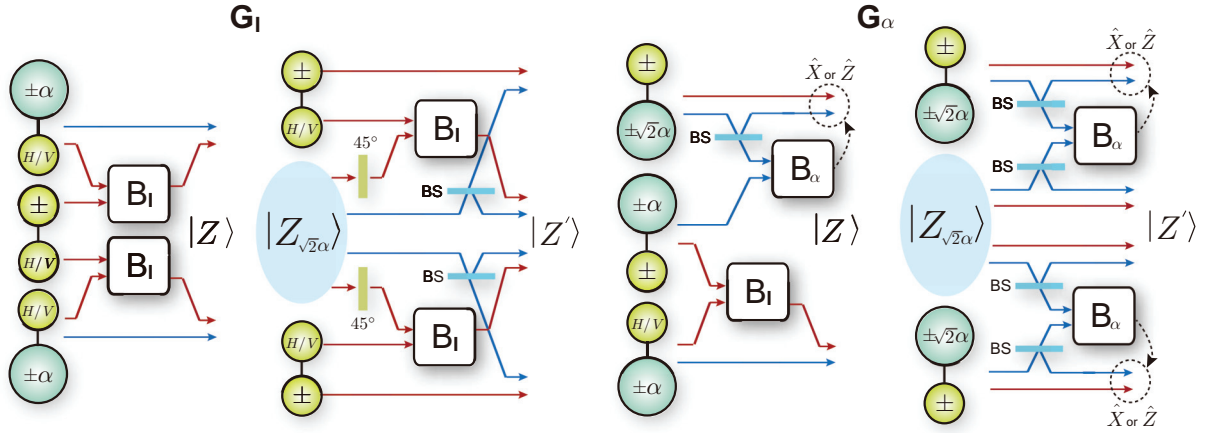 G_I
±α
H/V
±
H/V
H/V
±α
B_I
B_I
|Z⟩
±
H/V
|Z_{√2α}⟩
H/V
±
45°
45°
B_I
B_I
BS
BS
|Z'⟩
G_α
±
±√2α
±α
±
H/V
±α
BS
B_α
B_I
X̂ or Ẑ
|Z⟩
±
±√2α
|Z_{√2α}⟩
±√2α
±
BS
BS
BS
BS
B_α
B_α
X̂ or Ẑ
X̂ or Ẑ
|Z'⟩